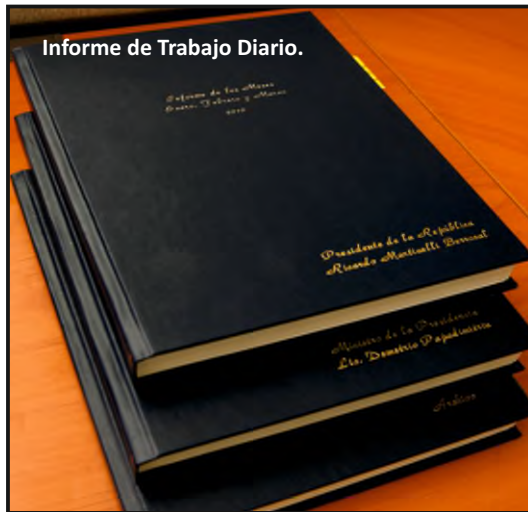 Informe de Trabajo Diario.
Informe de los Meses
Enero, Febrero y Marzo
2010
Presidente de la República
Ricardo Martinelli Berrocal
Ministro de la Presidencia
Lic. Demetrio Papadimitriu
Archivo